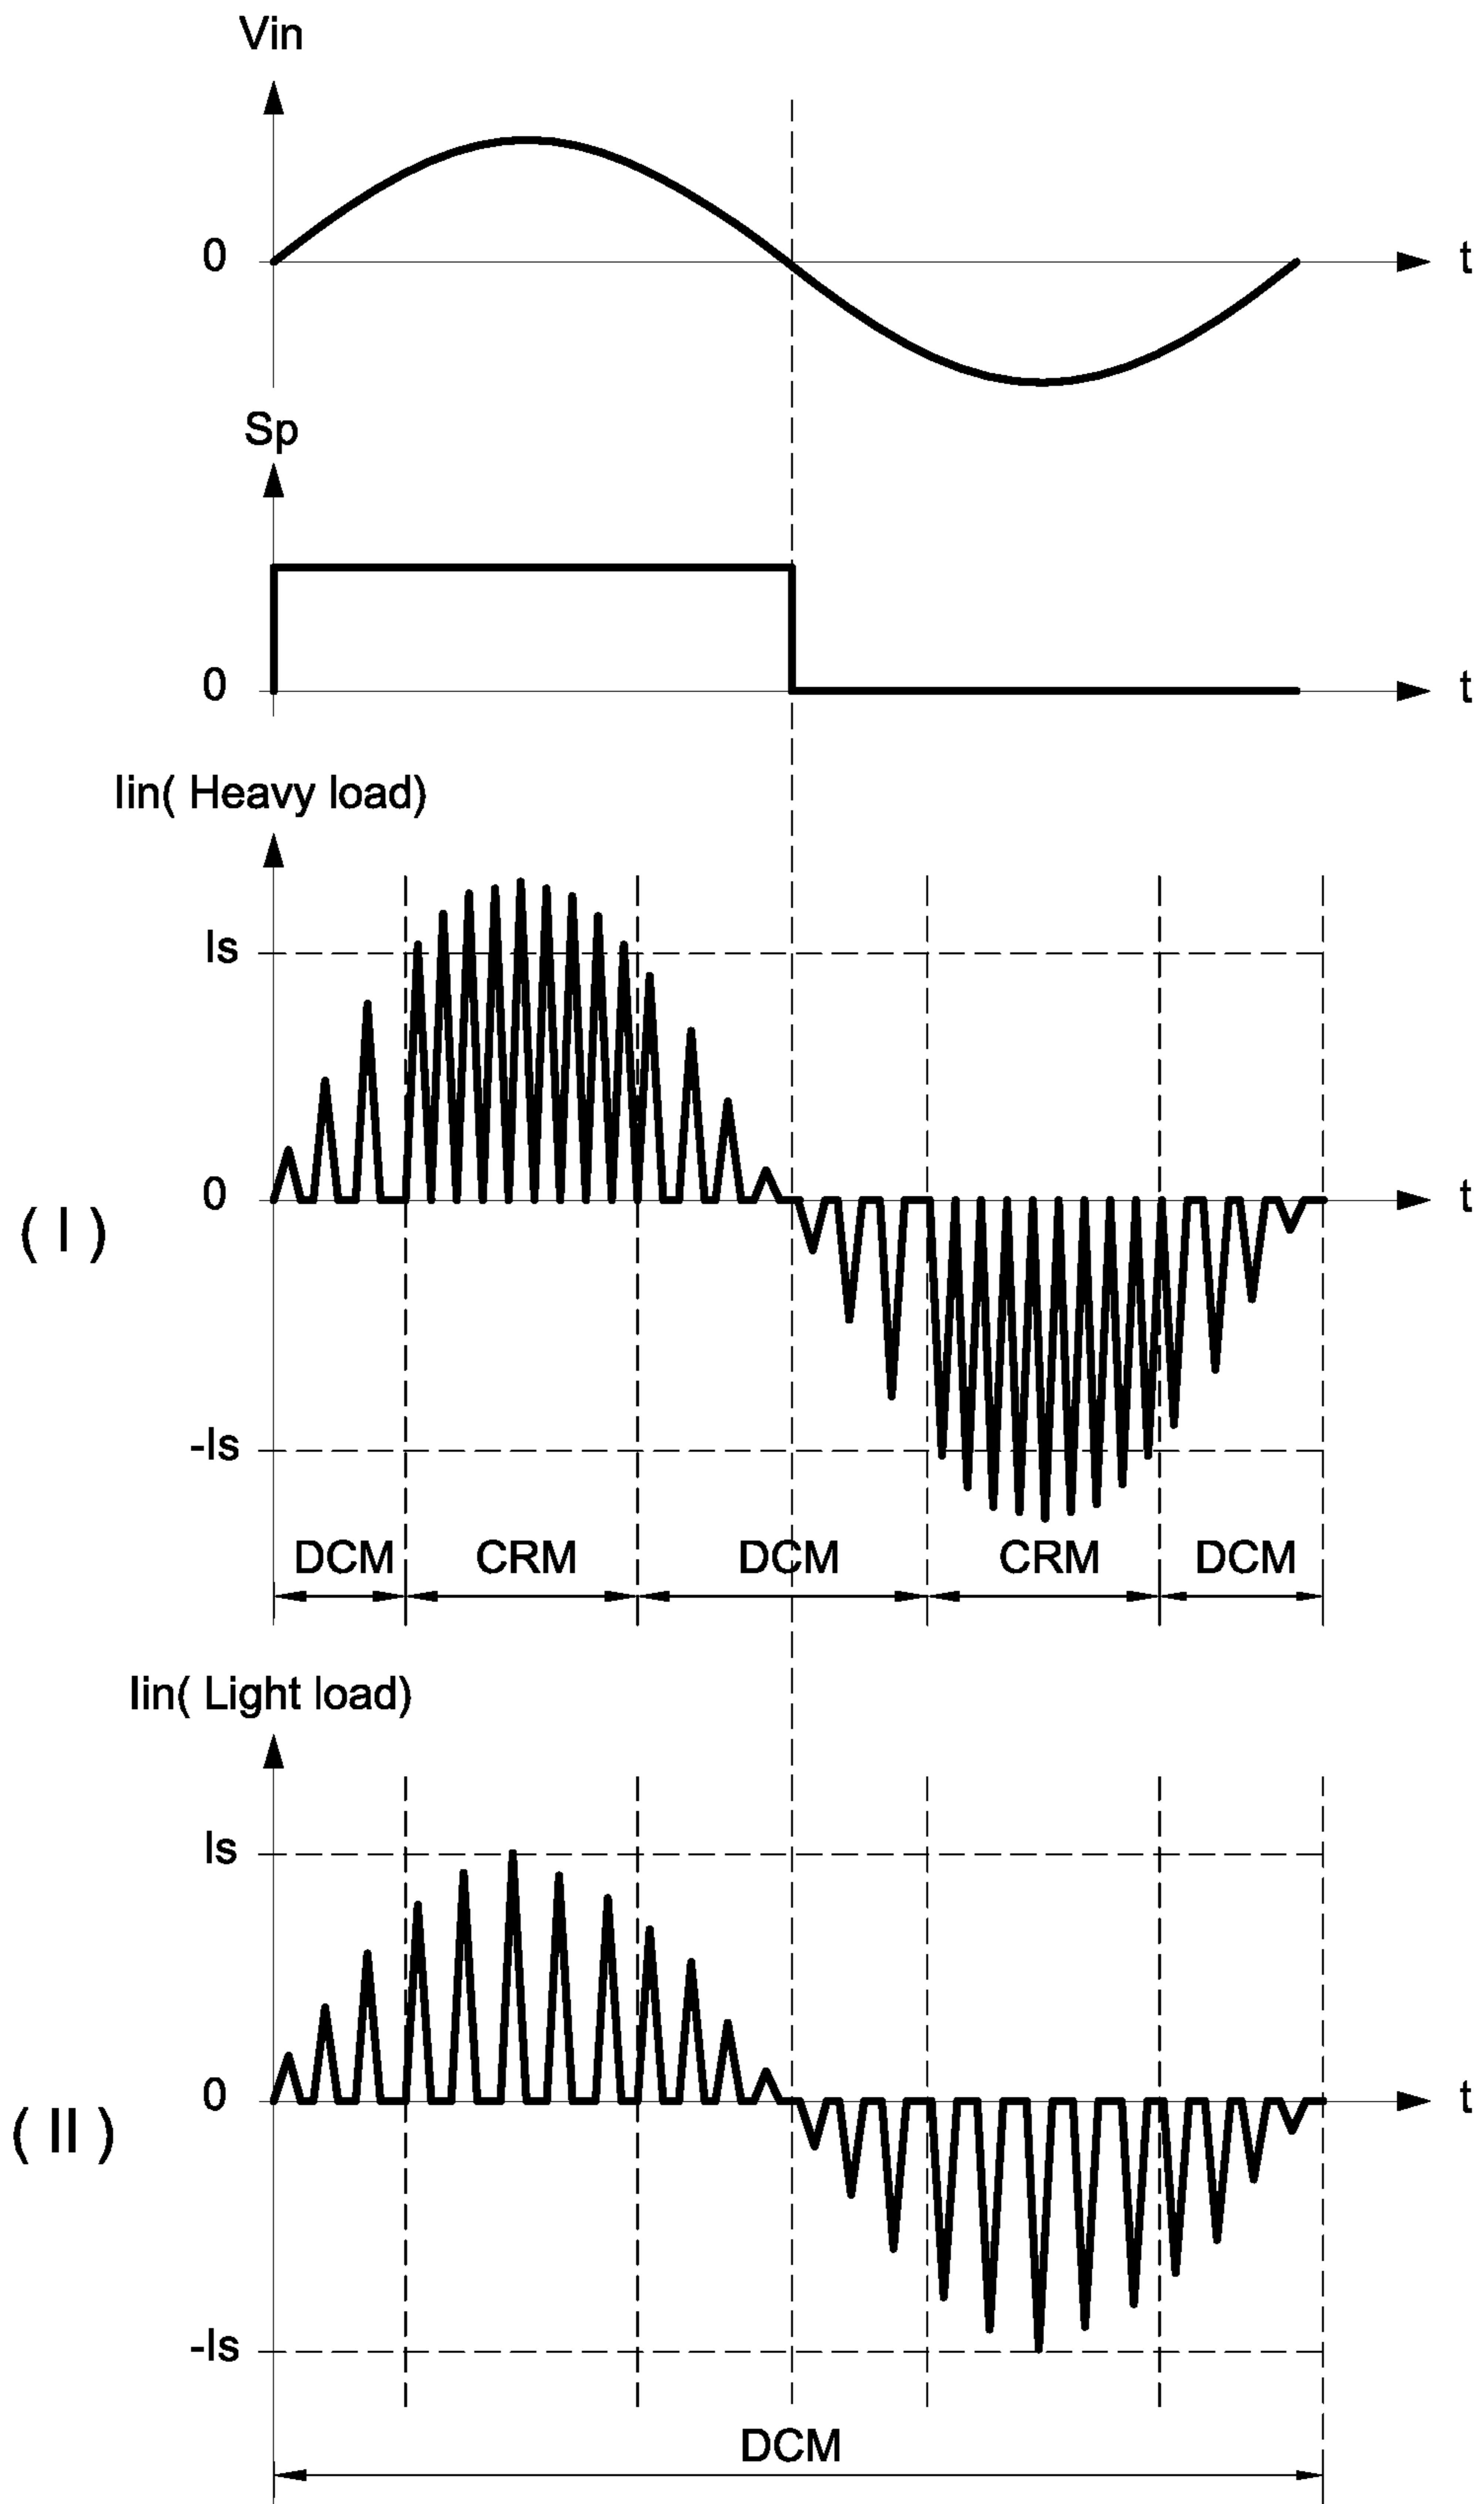 Vin
0
t
Sp
0
t
Iin( Heavy load)
Is
0
t
( I )
-Is
DCM CRM DCM CRM DCM
Iin( Light load)
Is
0
t
( II )
-Is
DCM